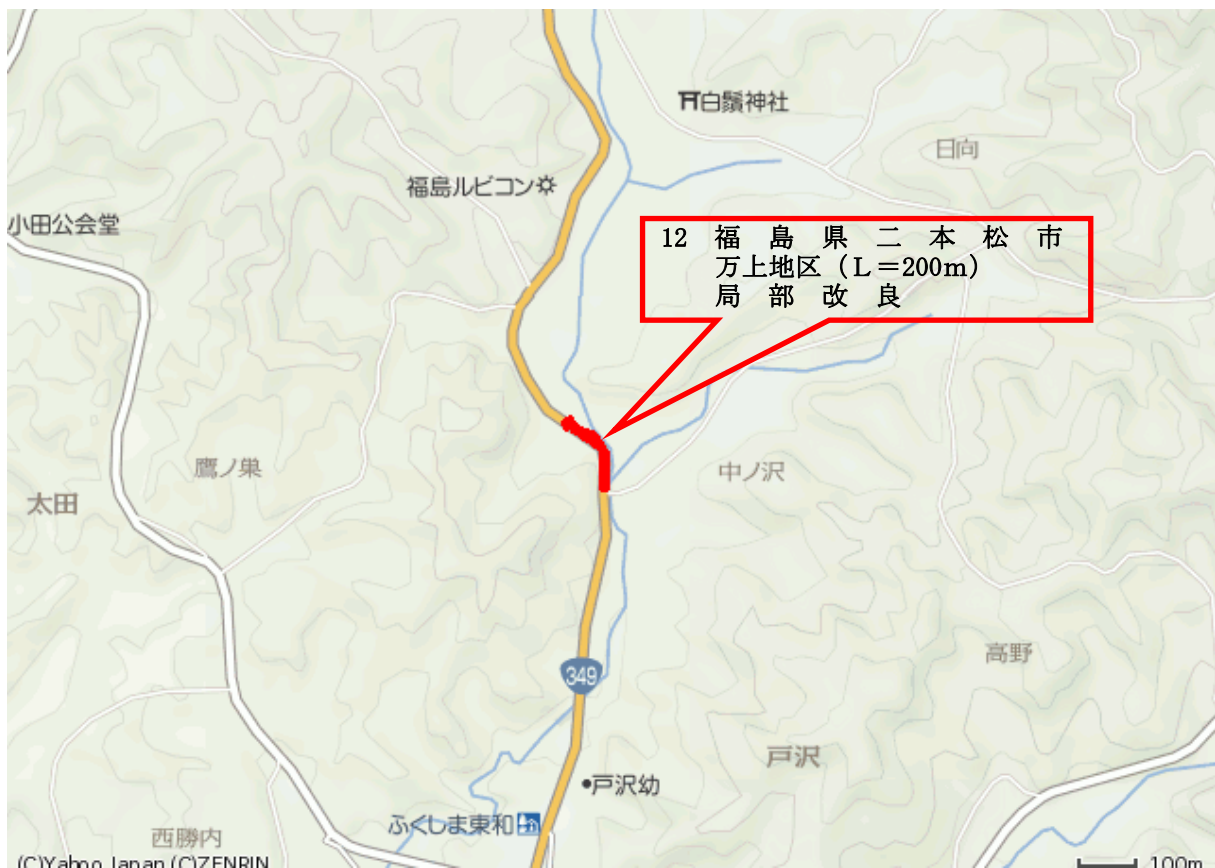 白鬚神社
日向
福島ルビコン
小田公会堂
12 福島県二本松市
万上地区（L＝200m）
局部改良
鷹ノ巣
中ノ沢
太田
高野
349
戸沢
•戸沢幼
ふくしま東和
西勝内
(C)Yahoo Japan,(C)ZENRIN
100m